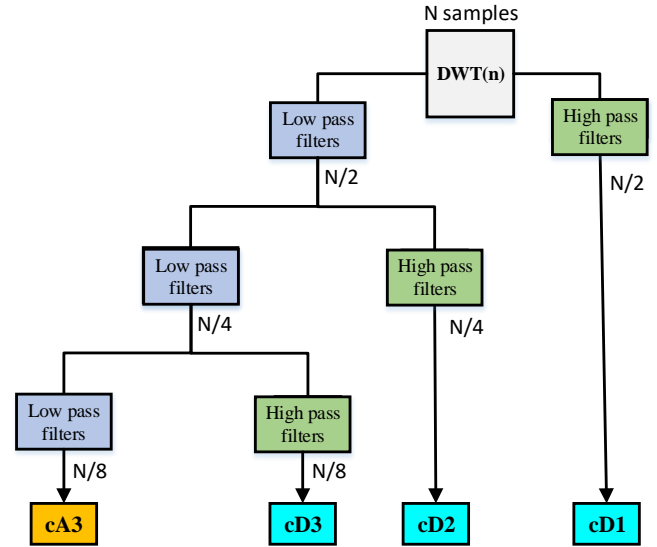 N samples
DWT(n)
Low pass
filters
High pass
filters
N/2
N/2
Low pass
filters
High pass
filters
N/4
N/4
Low pass
filters
High pass
filters
N/8
N/8
cA3
cD3
cD2
cD1